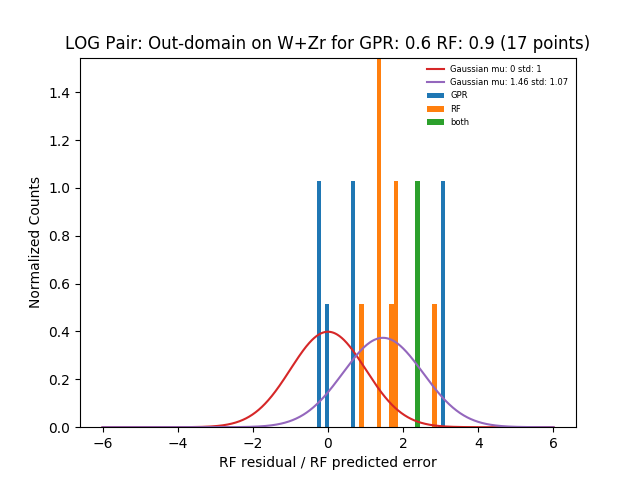 LOG Pair: Out-domain on W+Zr for GPR: 0.6 RF: 0.9 (17 points)
Gaussian mu: 0 std: 1
Gaussian mu: 1.46 std: 1.07
GPR
RF
both
Normalized Counts
1.4
1.2
1.0
0.8
0.6
0.4
0.2
0.0
−6 −4 −2 0 2 4 6
RF residual / RF predicted error